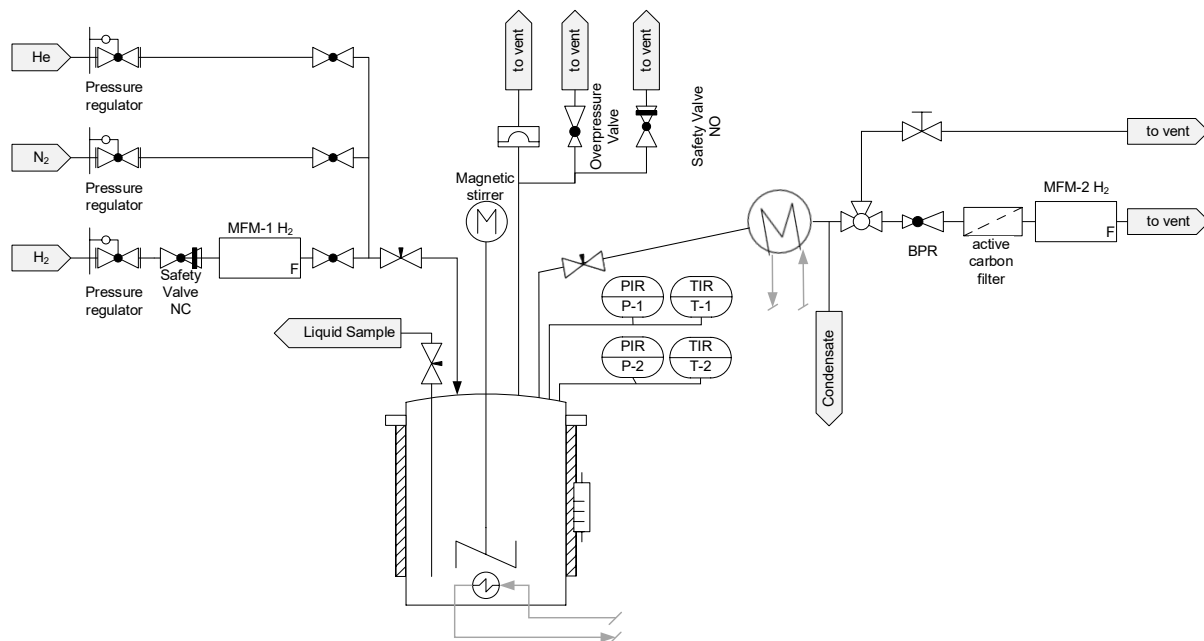 to vent
to vent
to vent
He
Pressure
regulator
Overpressure
Valve
Safety Valve
NO
N2
Pressure
regulator
Magnetic
stirrer
M
to vent
MFM-1 H2
F
H2
Pressure
regulator
Safety
Valve
NC
M
BPR
active
carbon
filter
MFM-2 H2
F
to vent
PIR
P-1
TIR
T-1
Liquid Sample
PIR
P-2
TIR
T-2
Condensate